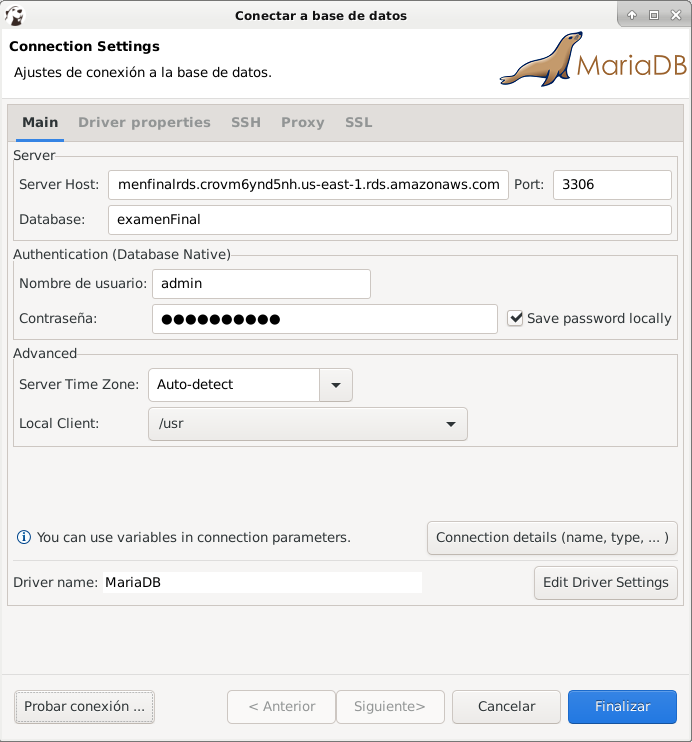 Conectar a base de datos
Connection Settings
Ajustes de conexión a la base de datos.
MariaDB
Main Driver properties SSH Proxy SSL
Server
Server Host: menfinalrds.crovm6ynd5nh.us-east-1.rds.amazonaws.com Port: 3306
Database: examenFinal
Authentication (Database Native)
Nombre de usuario: admin
Contraseña: ●●●●●●●●●● Save password locally
Advanced
Server Time Zone: Auto-detect
Local Client: /usr
You can use variables in connection parameters. Connection details (name, type, ... )
Driver name: MariaDB Edit Driver Settings
Probar conexión ... < Anterior Siguiente> Cancelar Finalizar